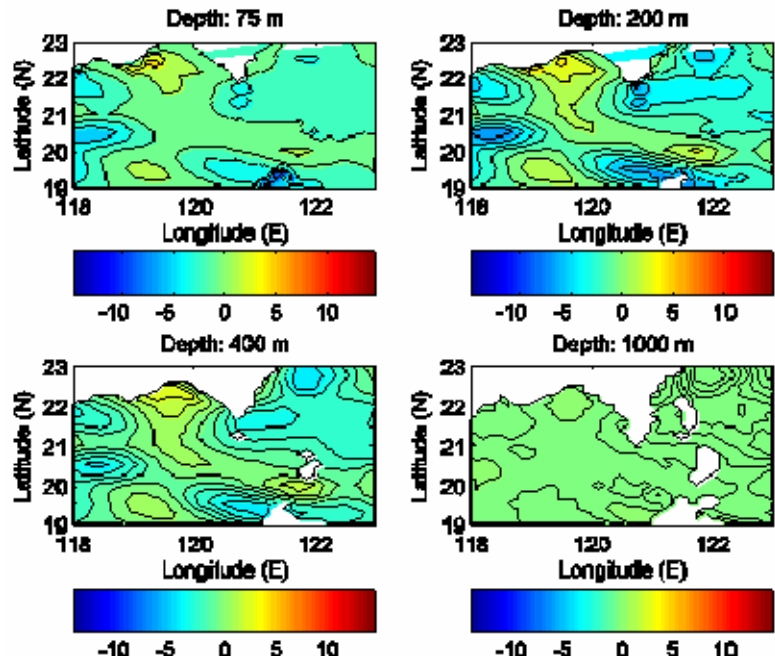 Depth: 75 m
Depth: 200 m
23
22
21
20
19
Latitude (N)
118 120 122
Longitude (E)
23
22
21
20
19
Latitude (N)
118 120 122
Longitude (E)
-10 -5 0 5 10
-10 -5 0 5 10
Depth: 400 m
Depth: 1000 m
23
22
21
20
19
Latitude (N)
118 120 122
Longitude (E)
23
22
21
20
19
Latitude (N)
118 120 122
Longitude (E)
-10 -5 0 5 10
-10 -5 0 5 10